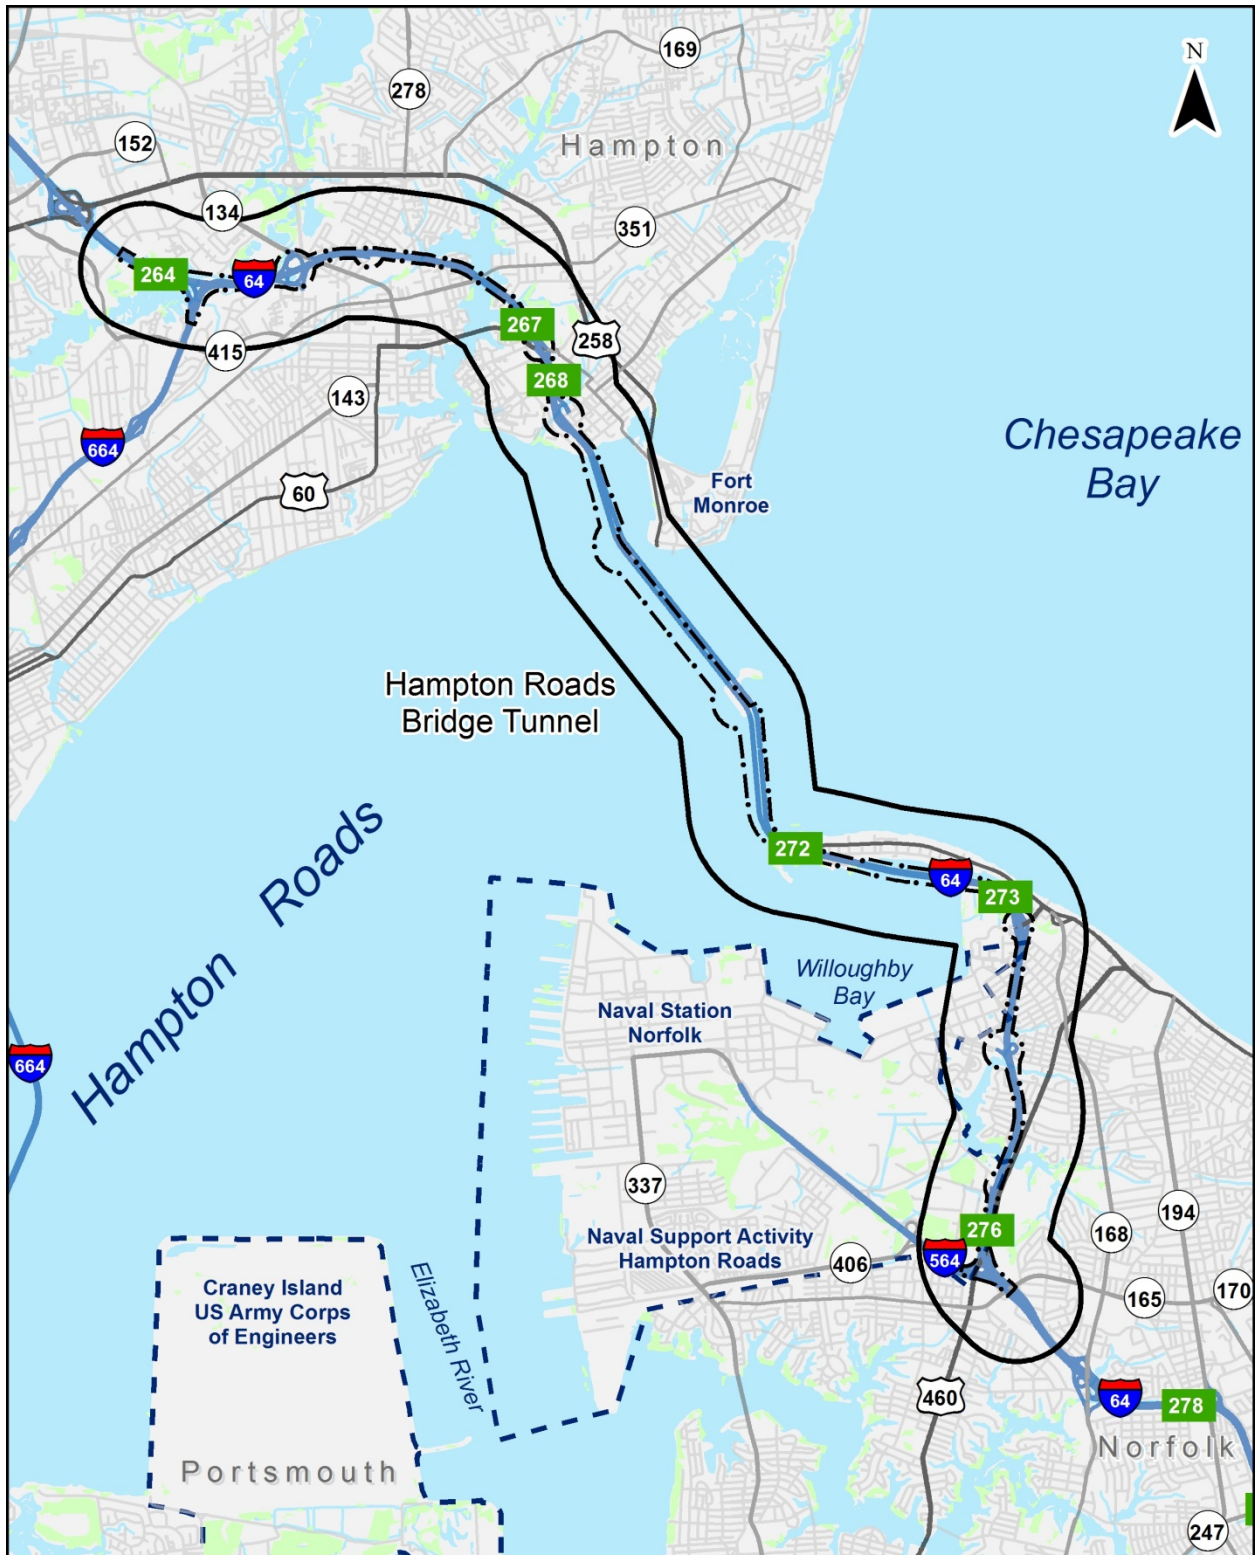 169
N
278
152
Hampton
134
351
264
64
267
258
415
268
143
Chesapeake
Bay
664
60
Fort
Monroe
Hampton Roads
Bridge Tunnel
272
64
273
Hampton Roads
Willoughby
Bay
Naval Station
Norfolk
664
337
194
276
168
Naval Support Activity
Hampton Roads
406
564
Craney Island
US Army Corps
of Engineers
Elizabeth River
165
170
460
64
278
Norfolk
Portsmouth
247